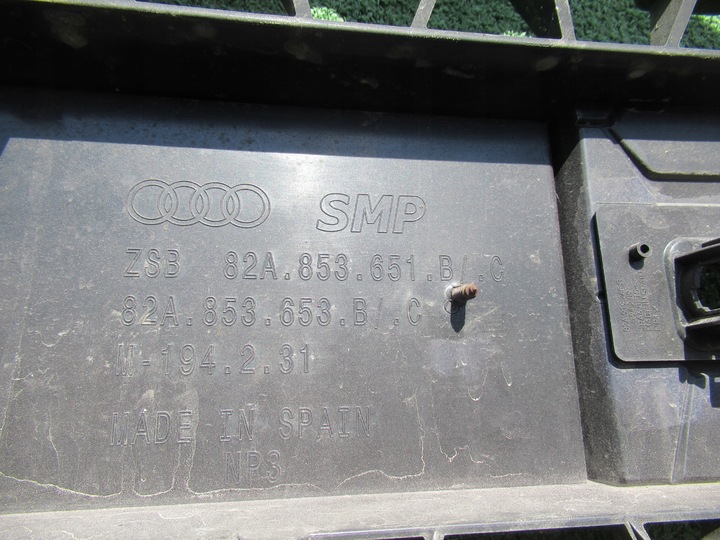 SMP
ZSB 82A.853.651.B/.C
82A.853.653.B/.C
M-194.2.31
MADE IN SPAIN
NP3